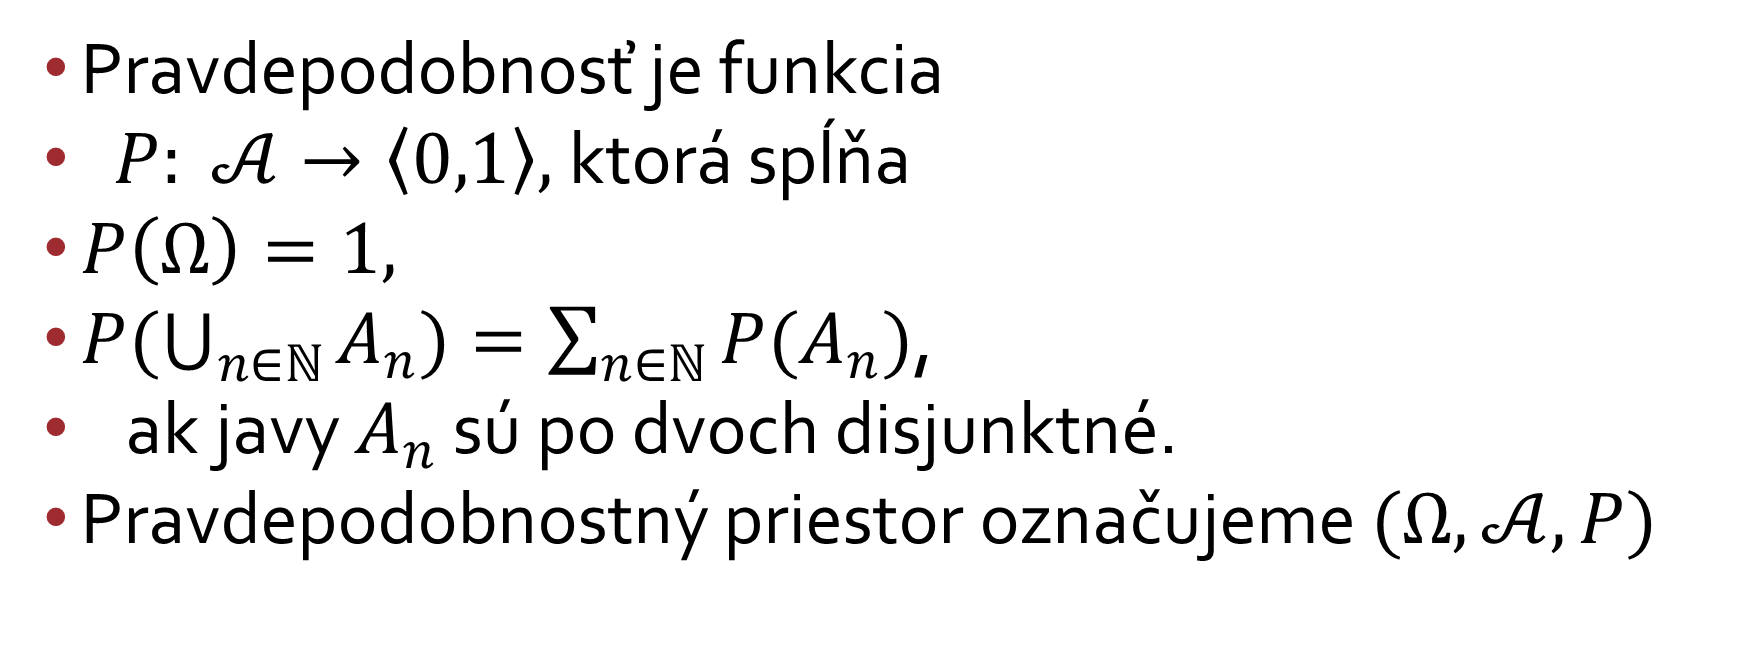 • Pravdepodobnosť je funkcia
• 𝑃: 𝒜 → ⟨0,1⟩, ktorá spĺňa
• 𝑃(Ω) = 1,
• 𝑃(⋃ₙ∈ℕ 𝐴ₙ) = ∑ₙ∈ℕ 𝑃(𝐴ₙ),
• ak javy 𝐴ₙ sú po dvoch disjunktné.
• Pravdepodobnostný priestor označujeme (Ω, 𝒜, 𝑃)